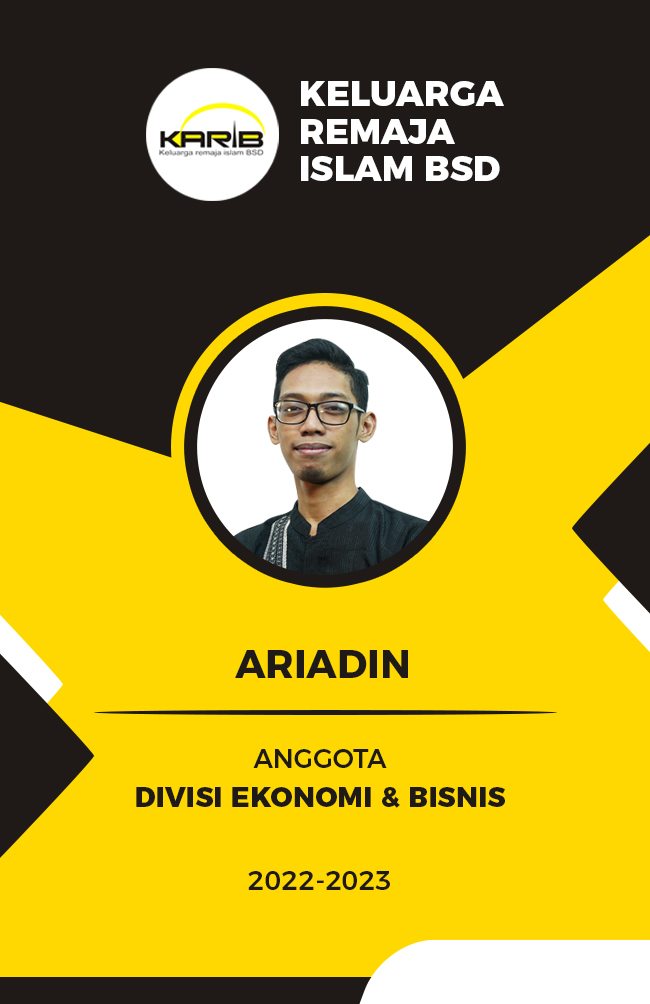 KARIB
Keluarga remaja islam BSD
KELUARGA
REMAJA
ISLAM BSD
ARIADIN
ANGGOTA
DIVISI EKONOMI & BISNIS
2022-2023